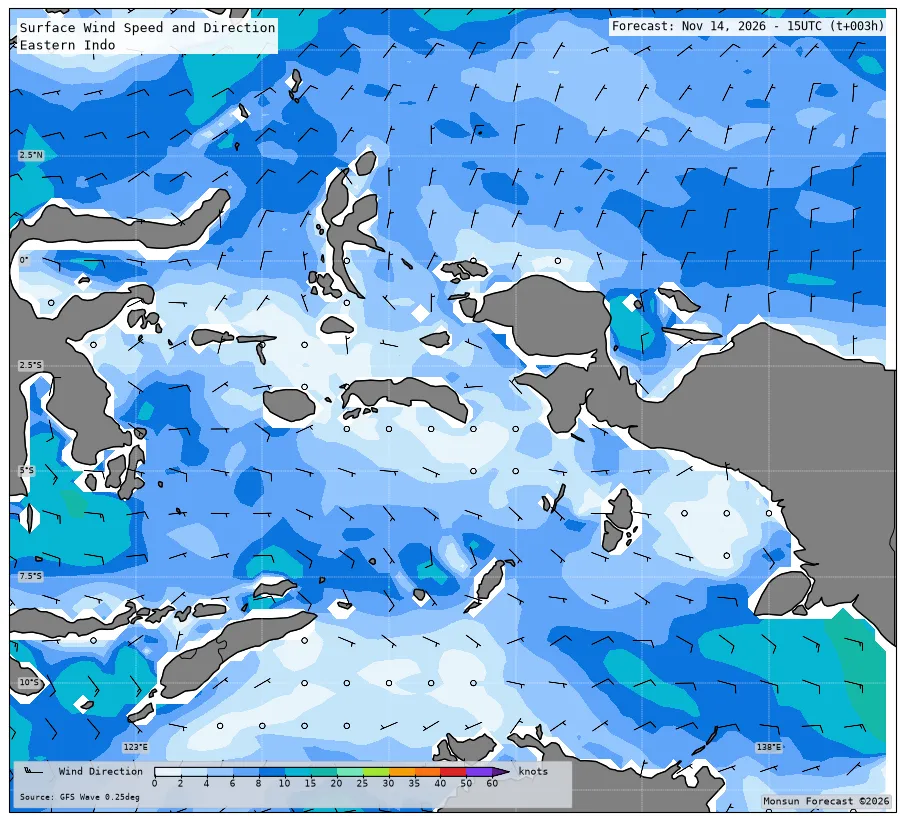 Surface Wind Speed and Direction
Eastern Indo
Forecast: Nov 14, 2026 - 15UTC (t+003h)
2.5°N
0°
2.5°S
5°S
7.5°S
10°S
123°E
138°E
Wind Direction
0 2 4 6 8 10 15 20 25 30 35 40 50 60
knots
Source: GFS Wave 0.25deg
Monsun Forecast ©2026